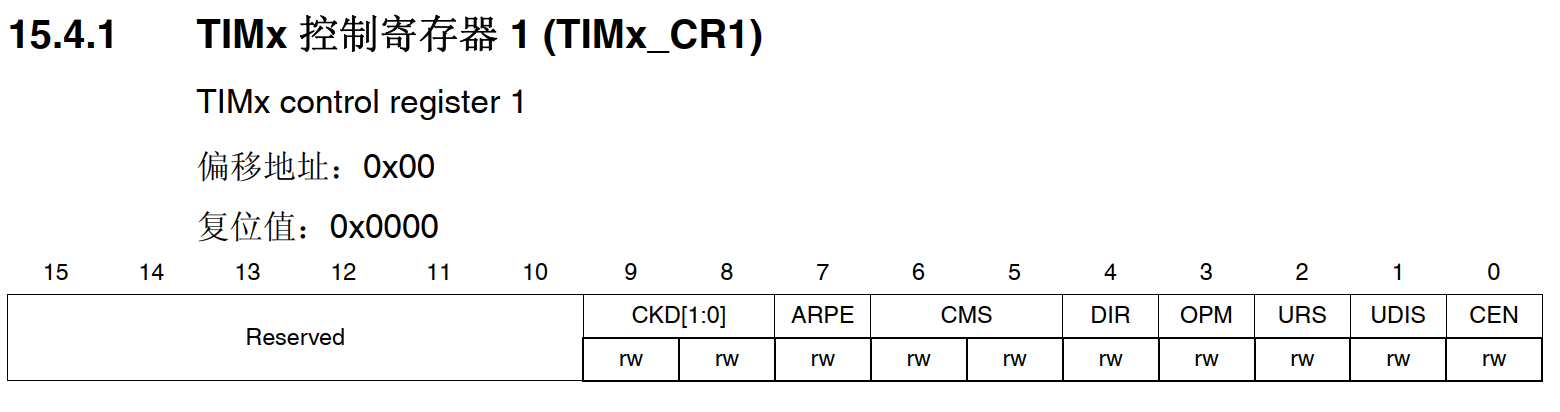 15.4.1 TIMx 控制寄存器 1 (TIMx_CR1)
TIMx control register 1
偏移地址：0x00
复位值：0x0000
15 14 13 12 11 10 9 8 7 6 5 4 3 2 1 0
Reserved CKD[1:0] ARPE CMS DIR OPM URS UDIS CEN
rw rw rw rw rw rw rw rw rw rw